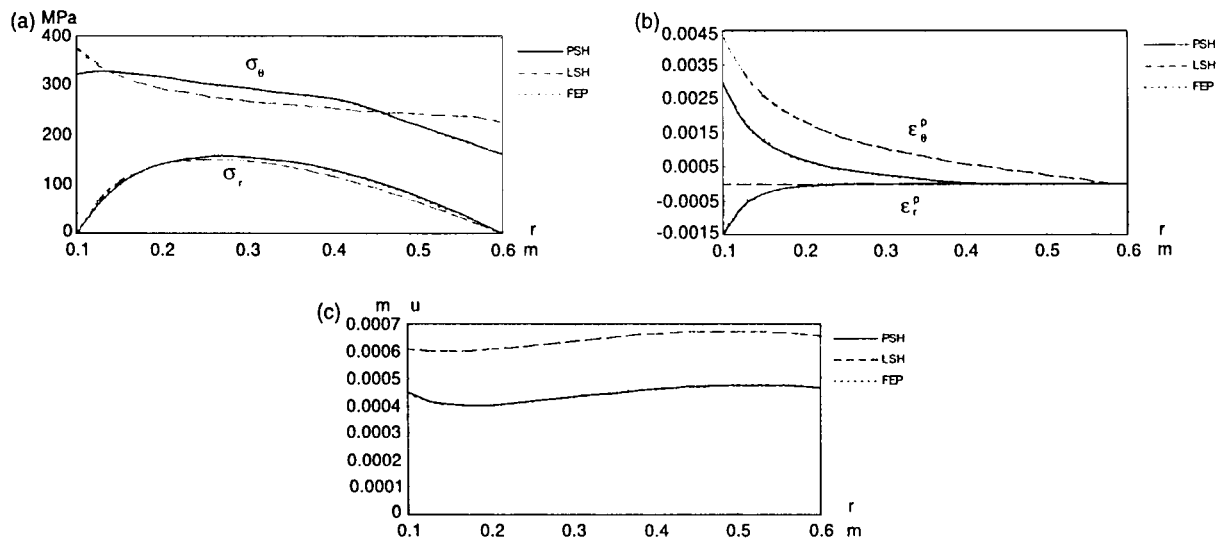 (a)
MPa
400
300
200
100
0
0.1 0.2 0.3 0.4 0.5 0.6
r
m
σθ
σr
PSH
LSH
FEP
(b)
0.0045
0.0035
0.0025
0.0015
0.0005
-0.0005
-0.0015
0.1 0.2 0.3 0.4 0.5 0.6
r
m
εθᵖ
εrᵖ
PSH
LSH
FEP
(c)
m u
0.0007
0.0006
0.0005
0.0004
0.0003
0.0002
0.0001
0
0.1 0.2 0.3 0.4 0.5 0.6
r
m
PSH
LSH
FEP